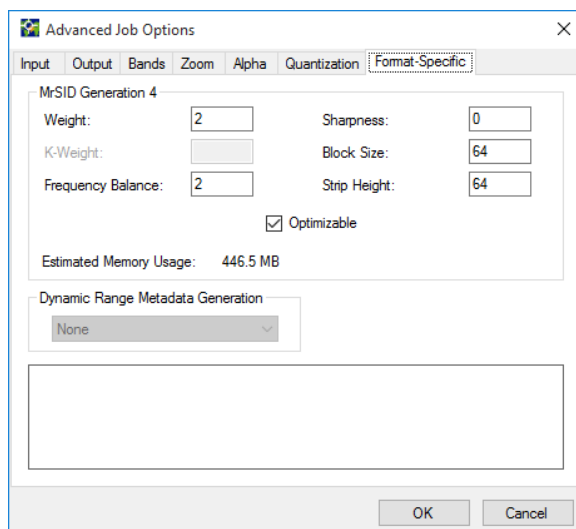 Advanced Job Options
Input Output Bands Zoom Alpha Quantization Format-Specific
MrSID Generation 4
Weight: 2 Sharpness: 0
K-Weight: Block Size: 64
Frequency Balance: 2 Strip Height: 64
Optimizable
Estimated Memory Usage: 446.5 MB
Dynamic Range Metadata Generation
None
OK Cancel